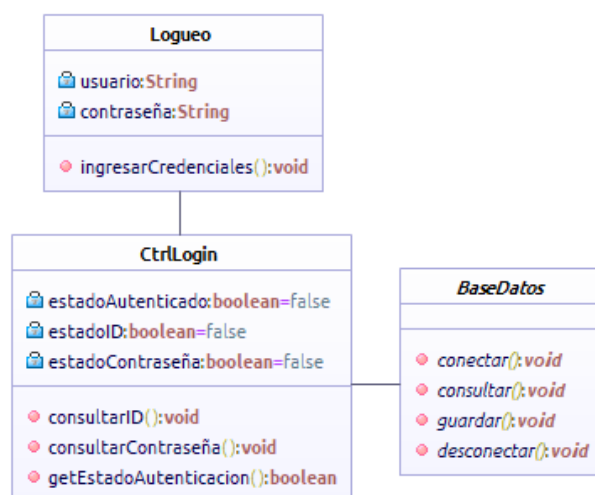 Logueo
usuario:String
contraseña:String
ingresarCredenciales():void
CtrlLogin
estadoAutenticado:boolean=false
estadoID:boolean=false
estadoContraseña:boolean=false
consultarID():void
consultarContraseña():void
getEstadoAutenticacion():boolean
BaseDatos
conectar():void
consultar():void
guardar():void
desconectar():void